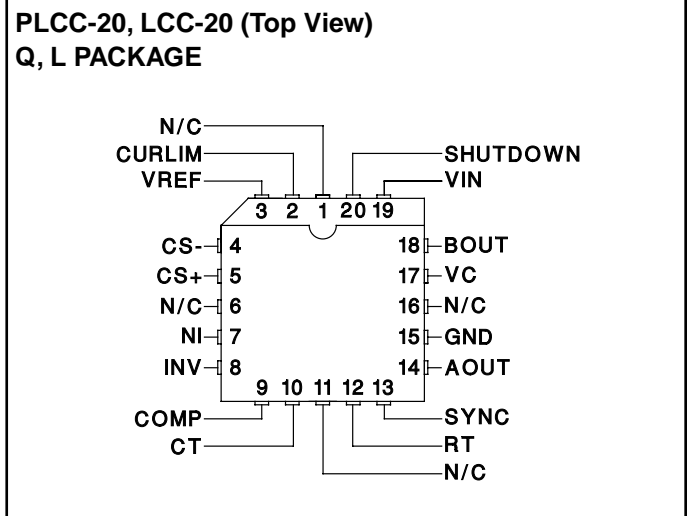 PLCC-20, LCC-20 (Top View)
Q, L PACKAGE
N/C
CURLIM
VREF
SHUTDOWN
VIN
3 2 1 20 19
CS- 4
CS+ 5
N/C 6
NI 7
INV 8
18 BOUT
17 VC
16 N/C
15 GND
14 AOUT
9 10 11 12 13
COMP
CT
SYNC
RT
N/C